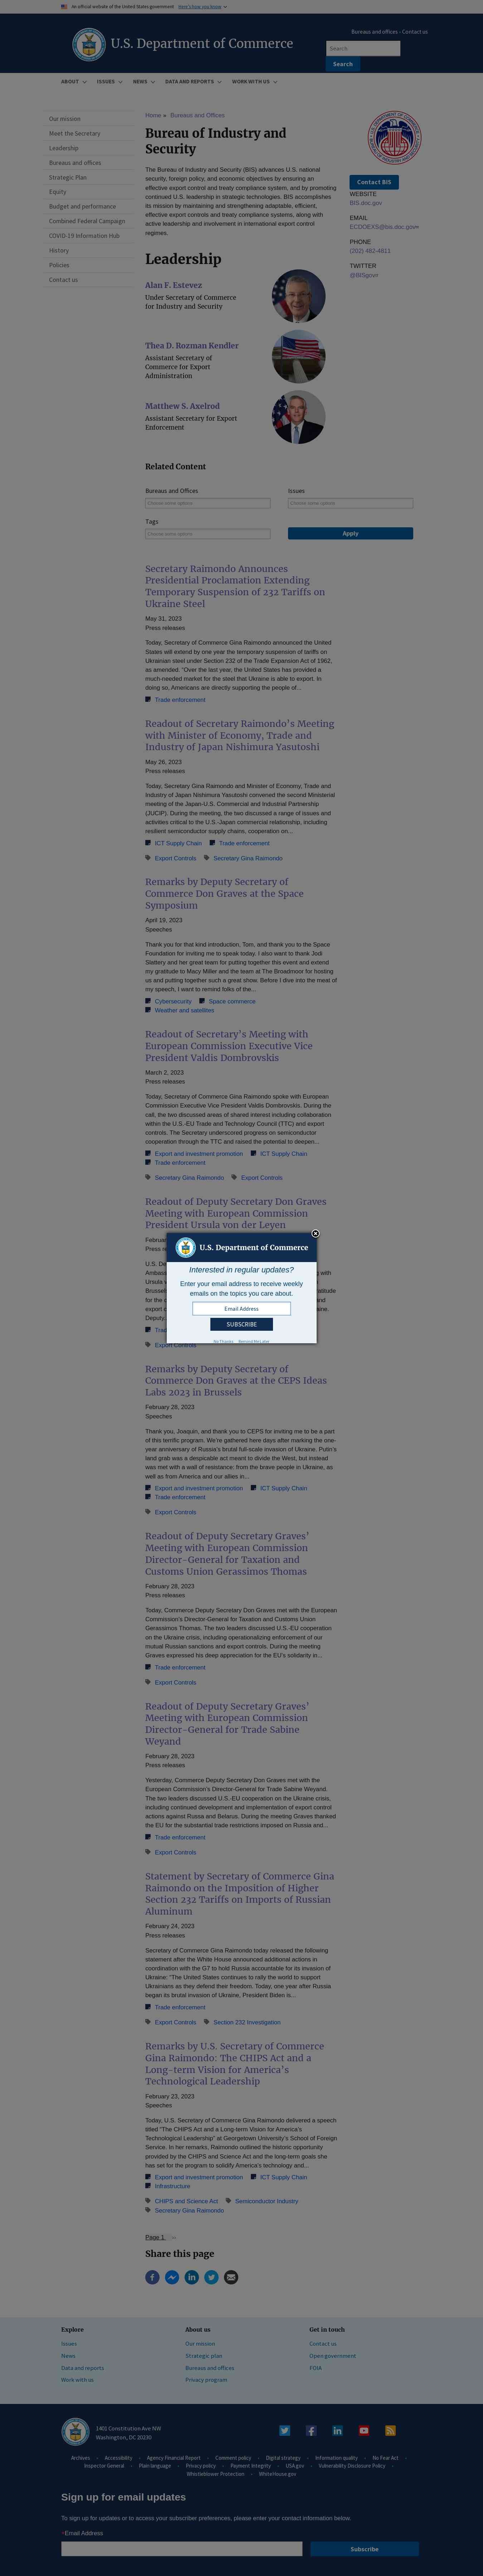 An official website of the United States government Here's how you know
Bureaus and offices - Contact us
U.S. Department of Commerce
Search
Search
ABOUT ISSUES NEWS DATA AND REPORTS WORK WITH US
Our mission
Meet the Secretary
Leadership
Bureaus and offices
Strategic Plan
Equity
Budget and performance
Combined Federal Campaign
COVID-19 Information Hub
History
Policies
Contact us
Home Bureaus and Offices
Bureau of Industry and
Security
The Bureau of Industry and Security (BIS) advances U.S. national
security, foreign policy, and economic objectives by ensuring an
effective export control and treaty compliance system, and by promoting
continued U.S. strategic technology leadership. BIS accomplishes
its mission by maintaining and strengthening adaptable, efficient,
effective export controls and treaty compliance systems, along with
active leadership and involvement in international export control
regimes.
Contact BIS
WEBSITE
BIS.doc.gov
EMAIL
ECDOEXS@bis.doc.gov
PHONE
(202) 482-4811
TWITTER
@BISgov
Leadership
Alan F. Estevez
Under Secretary of Commerce
for Industry and Security
Thea D. Rozman Kendler
Assistant Secretary of
Commerce for Export
Administration
Matthew S. Axelrod
Assistant Secretary for Export
Enforcement
Related Content
Bureaus and Offices
Choose some options
Issues
Choose some options
Tags
Choose some options
Apply
Secretary Raimondo Announces
Presidential Proclamation Extending
Temporary Suspension of 232 Tariffs on
Ukraine Steel
May 31, 2023
Press releases
Today, Secretary of Commerce Gina Raimondo announced the United
States will extend by one year the temporary suspension of tariffs on
Ukrainian steel under Section 232 of the Trade Expansion Act of 1962,
as amended. "Over the last year, the United States has provided a
much-needed market for the steel that Ukraine is able to export. In
doing so, Americans are directly supporting the people of...
Trade enforcement
Readout of Secretary Raimondo's Meeting
with Minister of Economy, Trade and
Industry of Japan Nishimura Yasutoshi
May 26, 2023
Press releases
Today, Secretary Gina Raimondo and Minister of Economy, Trade and
Industry of Japan Nishimura Yasutoshi convened the second Ministerial
meeting of the Japan-U.S. Commercial and Industrial Partnership
(JUCIP). During the meeting, the two discussed a range of issues and
activities critical to the U.S.-Japan commercial relationship, including
resilient semiconductor supply chains, cooperation on...
ICT Supply Chain Trade enforcement
Export Controls Secretary Gina Raimondo
Remarks by Deputy Secretary of
Commerce Don Graves at the Space
Symposium
April 19, 2023
Speeches
Thank you for that kind introduction, Tom, and thank you to the Space
Foundation for inviting me to speak today. I also want to thank Jodi
Slattery and her great team for putting together this event and extend
my gratitude to Macy Miller and the team at The Broadmoor for hosting
us and putting together such a great show. Before I dive into the meat of
my speech, I want to remind folks of the...
Cybersecurity Space commerce
Weather and satellites
Readout of Secretary's Meeting with
European Commission Executive Vice
President Valdis Dombrovskis
March 2, 2023
Press releases
Today, Secretary of Commerce Gina Raimondo spoke with European
Commission Executive Vice President Valdis Dombrovskis. During the
call, the two discussed areas of shared interest including collaboration
within the U.S.-EU Trade and Technology Council (TTC) and export
controls. The Secretary underscored progress on semiconductor
cooperation through the TTC and raised the potential to deepen...
Export and investment promotion ICT Supply Chain
Trade enforcement
Secretary Gina Raimondo Export Controls
Readout of Deputy Secretary Don Graves
Meeting with European Commission
President Ursula von der Leyen
U.S. Department of Commerce
Interested in regular updates?
Enter your email address to receive weekly
emails on the topics you care about.
Email Address
SUBSCRIBE
No Thanks Remind Me Later
Export Controls
Remarks by Deputy Secretary of
Commerce Don Graves at the CEPS Ideas
Labs 2023 in Brussels
February 28, 2023
Speeches
Thank you, Joaquin, and thank you to CEPS for inviting me to be a part
of this terrific program. We're gathered today after marking the one-
year anniversary of Russia's brutal full-scale invasion of Ukraine. Putin's
land grab was a despicable act meant to divide the West, but instead
was met with a wall of resistance: from the brave people in Ukraine, as
well as from America and our allies in...
Export and investment promotion ICT Supply Chain
Trade enforcement
Export Controls
Readout of Deputy Secretary Graves'
Meeting with European Commission
Director-General for Taxation and
Customs Union Gerassimos Thomas
February 28, 2023
Press releases
Today, Commerce Deputy Secretary Don Graves met with the European
Commission's Director-General for Taxation and Customs Union
Gerassimos Thomas. The two leaders discussed U.S.-EU cooperation
on the Ukraine crisis, including operationalizing enforcement of our
mutual Russian sanctions and export controls. During the meeting
Graves expressed his deep appreciation for the EU's solidarity in...
Trade enforcement
Export Controls
Readout of Deputy Secretary Graves'
Meeting with European Commission
Director-General for Trade Sabine
Weyand
February 28, 2023
Press releases
Yesterday, Commerce Deputy Secretary Don Graves met with the
European Commission's Director-General for Trade Sabine Weyand.
The two leaders discussed U.S.-EU cooperation on the Ukraine crisis,
including continued development and implementation of export control
actions against Russia and Belarus. During the meeting Graves thanked
the EU for the substantial trade restrictions imposed on Russia and...
Trade enforcement
Export Controls
Statement by Secretary of Commerce Gina
Raimondo on the Imposition of Higher
Section 232 Tariffs on Imports of Russian
Aluminum
February 24, 2023
Press releases
Secretary of Commerce Gina Raimondo today released the following
statement after the White House announced additional actions in
coordination with the G7 to hold Russia accountable for its invasion of
Ukraine: "The United States continues to rally the world to support
Ukrainians as they defend their freedom. Today, one year ago, Putin
began its brutal invasion of Ukraine, President Biden is...
Trade enforcement
Export Controls Section 232 Investigation
Remarks by U.S. Secretary of Commerce
Gina Raimondo: The CHIPS Act and a
Long-term Vision for America's
Technological Leadership
February 23, 2023
Speeches
Today, U.S. Secretary of Commerce Gina Raimondo delivered a speech
titled "The CHIPS Act and a Long-term Vision for America's
Technological Leadership" at Georgetown University's School of Foreign
Service. In her remarks, Raimondo outlined the historic opportunity
provided by the CHIPS and Science Act and the long-term goals she
has set for the program to solidify America's technology and...
Export and investment promotion ICT Supply Chain
Infrastructure
CHIPS and Science Act Semiconductor Industry
Secretary Gina Raimondo
Page 1
Share this page
Explore
Issues
News
Data and reports
Work with us
About us
Our mission
Strategic plan
Bureaus and offices
Privacy program
Get in touch
Contact us
Open government
FOIA
1401 Constitution Ave NW
Washington, DC 20230
Archives - Accessibility - Agency Financial Report - Comment policy - Digital strategy - Information quality - No Fear Act -
Inspector General - Plain language - Privacy policy - Payment Integrity - USA.gov - Vulnerability Disclosure Policy -
Whistleblower Protection - WhiteHouse.gov
Sign up for email updates
To sign up for updates or to access your subscriber preferences, please enter your contact information below.
*Email Address
Subscribe